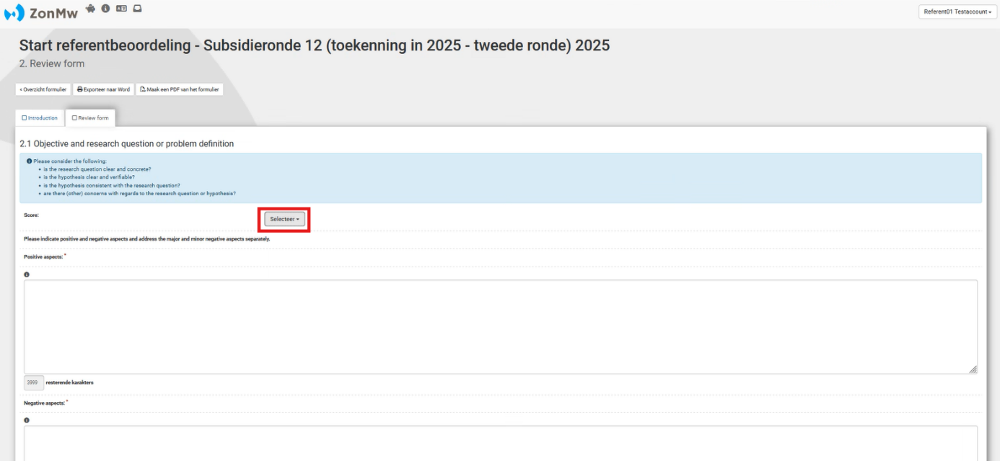 ZonMw
Referent01 Testaccount
Start referentbeoordeling - Subsidieronde 12 (toekenning in 2025 - tweede ronde) 2025
2. Review form
« Overzicht formulier
Exporteer naar Word
Maak een PDF van het formulier
Introduction
Review form
2.1 Objective and research question or problem definition
Please consider the following:
• is the research question clear and concrete?
• is the hypothesis clear and verifiable?
• is the hypothesis consistent with the research question?
• are there (other) concerns with regards to the research question or hypothesis?
Score:
Selecteer
Please indicate positive and negative aspects and address the major and minor negative aspects separately.
Positive aspects: *
3999 resterende karakters
Negative aspects: *